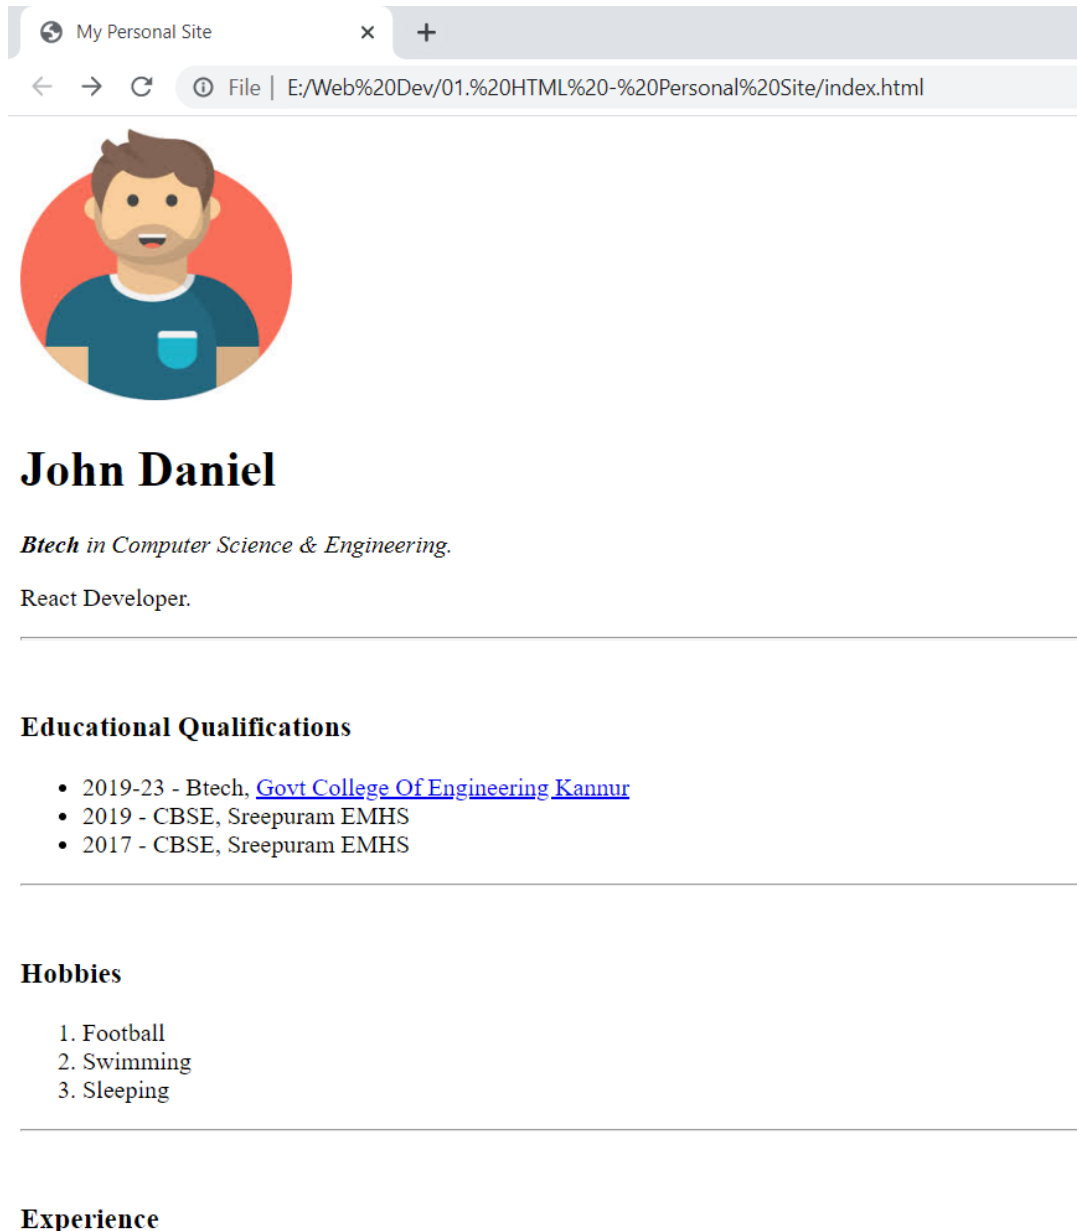 My Personal Site
File | E:/Web%20Dev/01.%20HTML%20-%20Personal%20Site/index.html
John Daniel
Btech in Computer Science & Engineering.
React Developer.
Educational Qualifications
• 2019-23 - Btech, Govt College Of Engineering Kannur
• 2019 - CBSE, Sreepuram EMHS
• 2017 - CBSE, Sreepuram EMHS
Hobbies
1. Football
2. Swimming
3. Sleeping
Experience